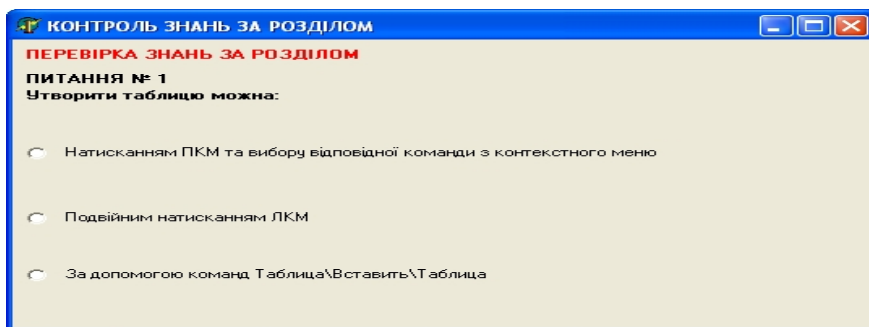 КОНТРОЛЬ ЗНАНЬ ЗА РОЗДІЛОМ
ПЕРЕВІРКА ЗНАНЬ ЗА РОЗДІЛОМ
ПИТАННЯ № 1
Утворити таблицю можна:
Натисканням ПКМ та вибору відповідної команди з контекстного меню
Подвійним натисканням ЛКМ
За допомогою команд Таблица\Вставить\Таблица